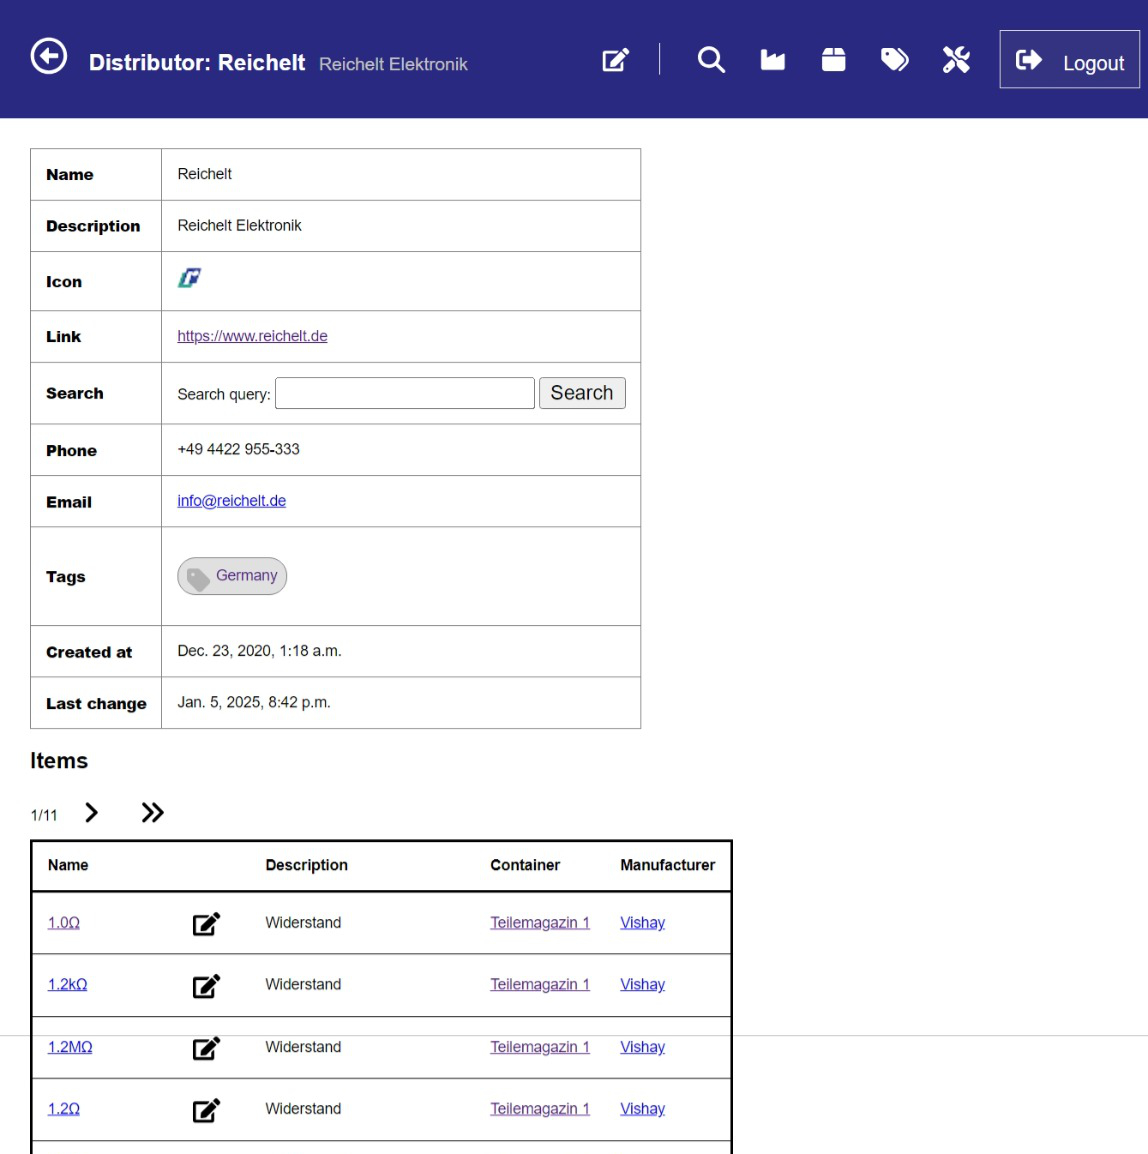 Distributor: Reichelt Reichelt Elektronik Logout
Name Reichelt
Description Reichelt Elektronik
Icon
Link https://www.reichelt.de
Search Search query: Search
Phone +49 4422 955-333
Email info@reichelt.de
Tags Germany
Created at Dec. 23, 2020, 1:18 a.m.
Last change Jan. 5, 2025, 8:42 p.m.
Items
1/11
Name Description Container Manufacturer
1.0Ω Widerstand Teilemagazin 1 Vishay
1.2kΩ Widerstand Teilemagazin 1 Vishay
1.2MΩ Widerstand Teilemagazin 1 Vishay
1.2Ω Widerstand Teilemagazin 1 Vishay